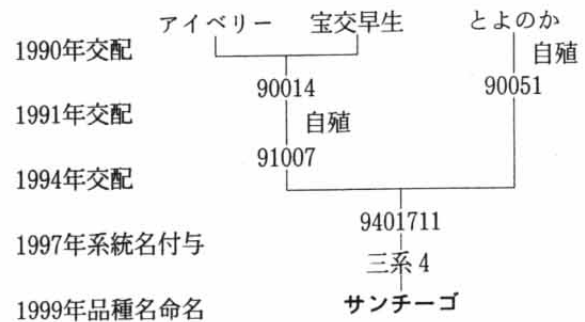 アイベリー 宝交早生 とよのか
1990年交配 自殖
90014 90051
1991年交配 自殖
91007
1994年交配
9401711
1997年系統名付与
三系4
1999年品種名命名 サンチーゴ